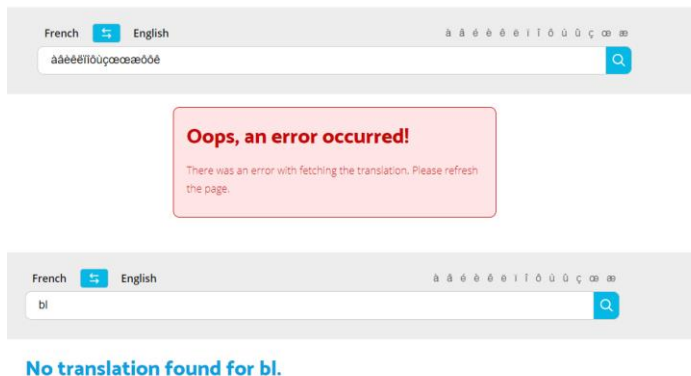 French English à â é è ê ë ï î ô ù û ç œ æ
àâèêëïîôùçœœæôôê
Oops, an error occurred!
There was an error with fetching the translation. Please refresh
the page.
French English à â é è ê ë ï î ô ù û ç œ æ
bl
No translation found for bl.